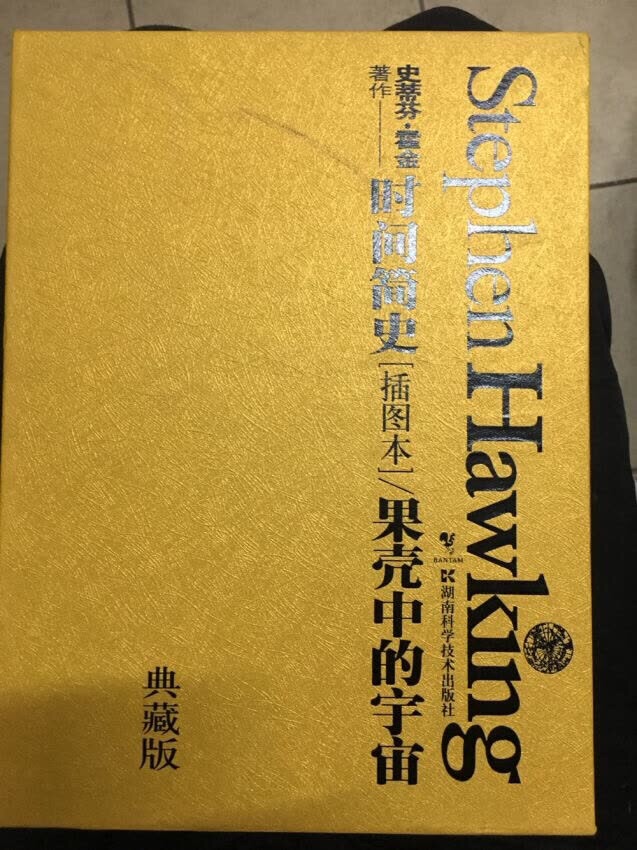 Stephen Hawking
史蒂芬·霍金
著作——
时间简史[插图本]/果壳中的宇宙
BANTAM
湖南科学技术出版社
典藏版